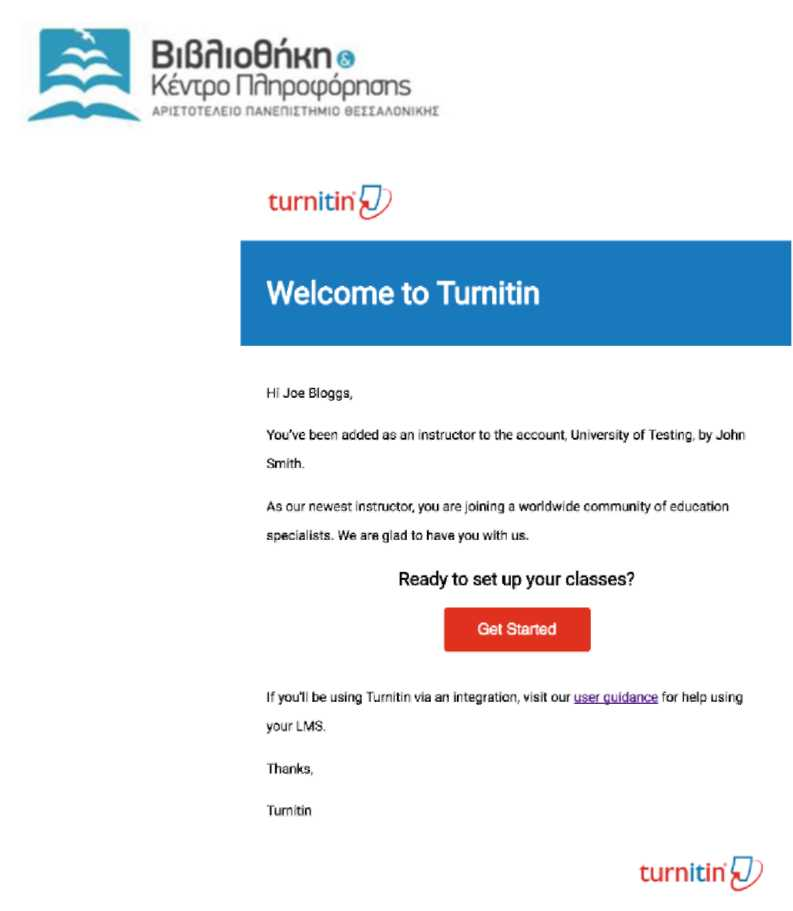 Βιβλιοθήκη &
Κέντρο Πληροφόρησης
ΑΡΙΣΤΟΤΕΛΕΙΟ ΠΑΝΕΠΙΣΤΗΜΙΟ ΘΕΣΣΑΛΟΝΙΚΗΣ
turnitin
Welcome to Turnitin
Hi Joe Bloggs,
You've been added as an instructor to the account, University of Testing, by John
Smith.
As our newest instructor, you are joining a worldwide community of education
specialists. We are glad to have you with us.
Ready to set up your classes?
Get Started
If you'll be using Turnitin via an integration, visit our user guidance for help using
your LMS.
Thanks,
Turnitin
turnitin